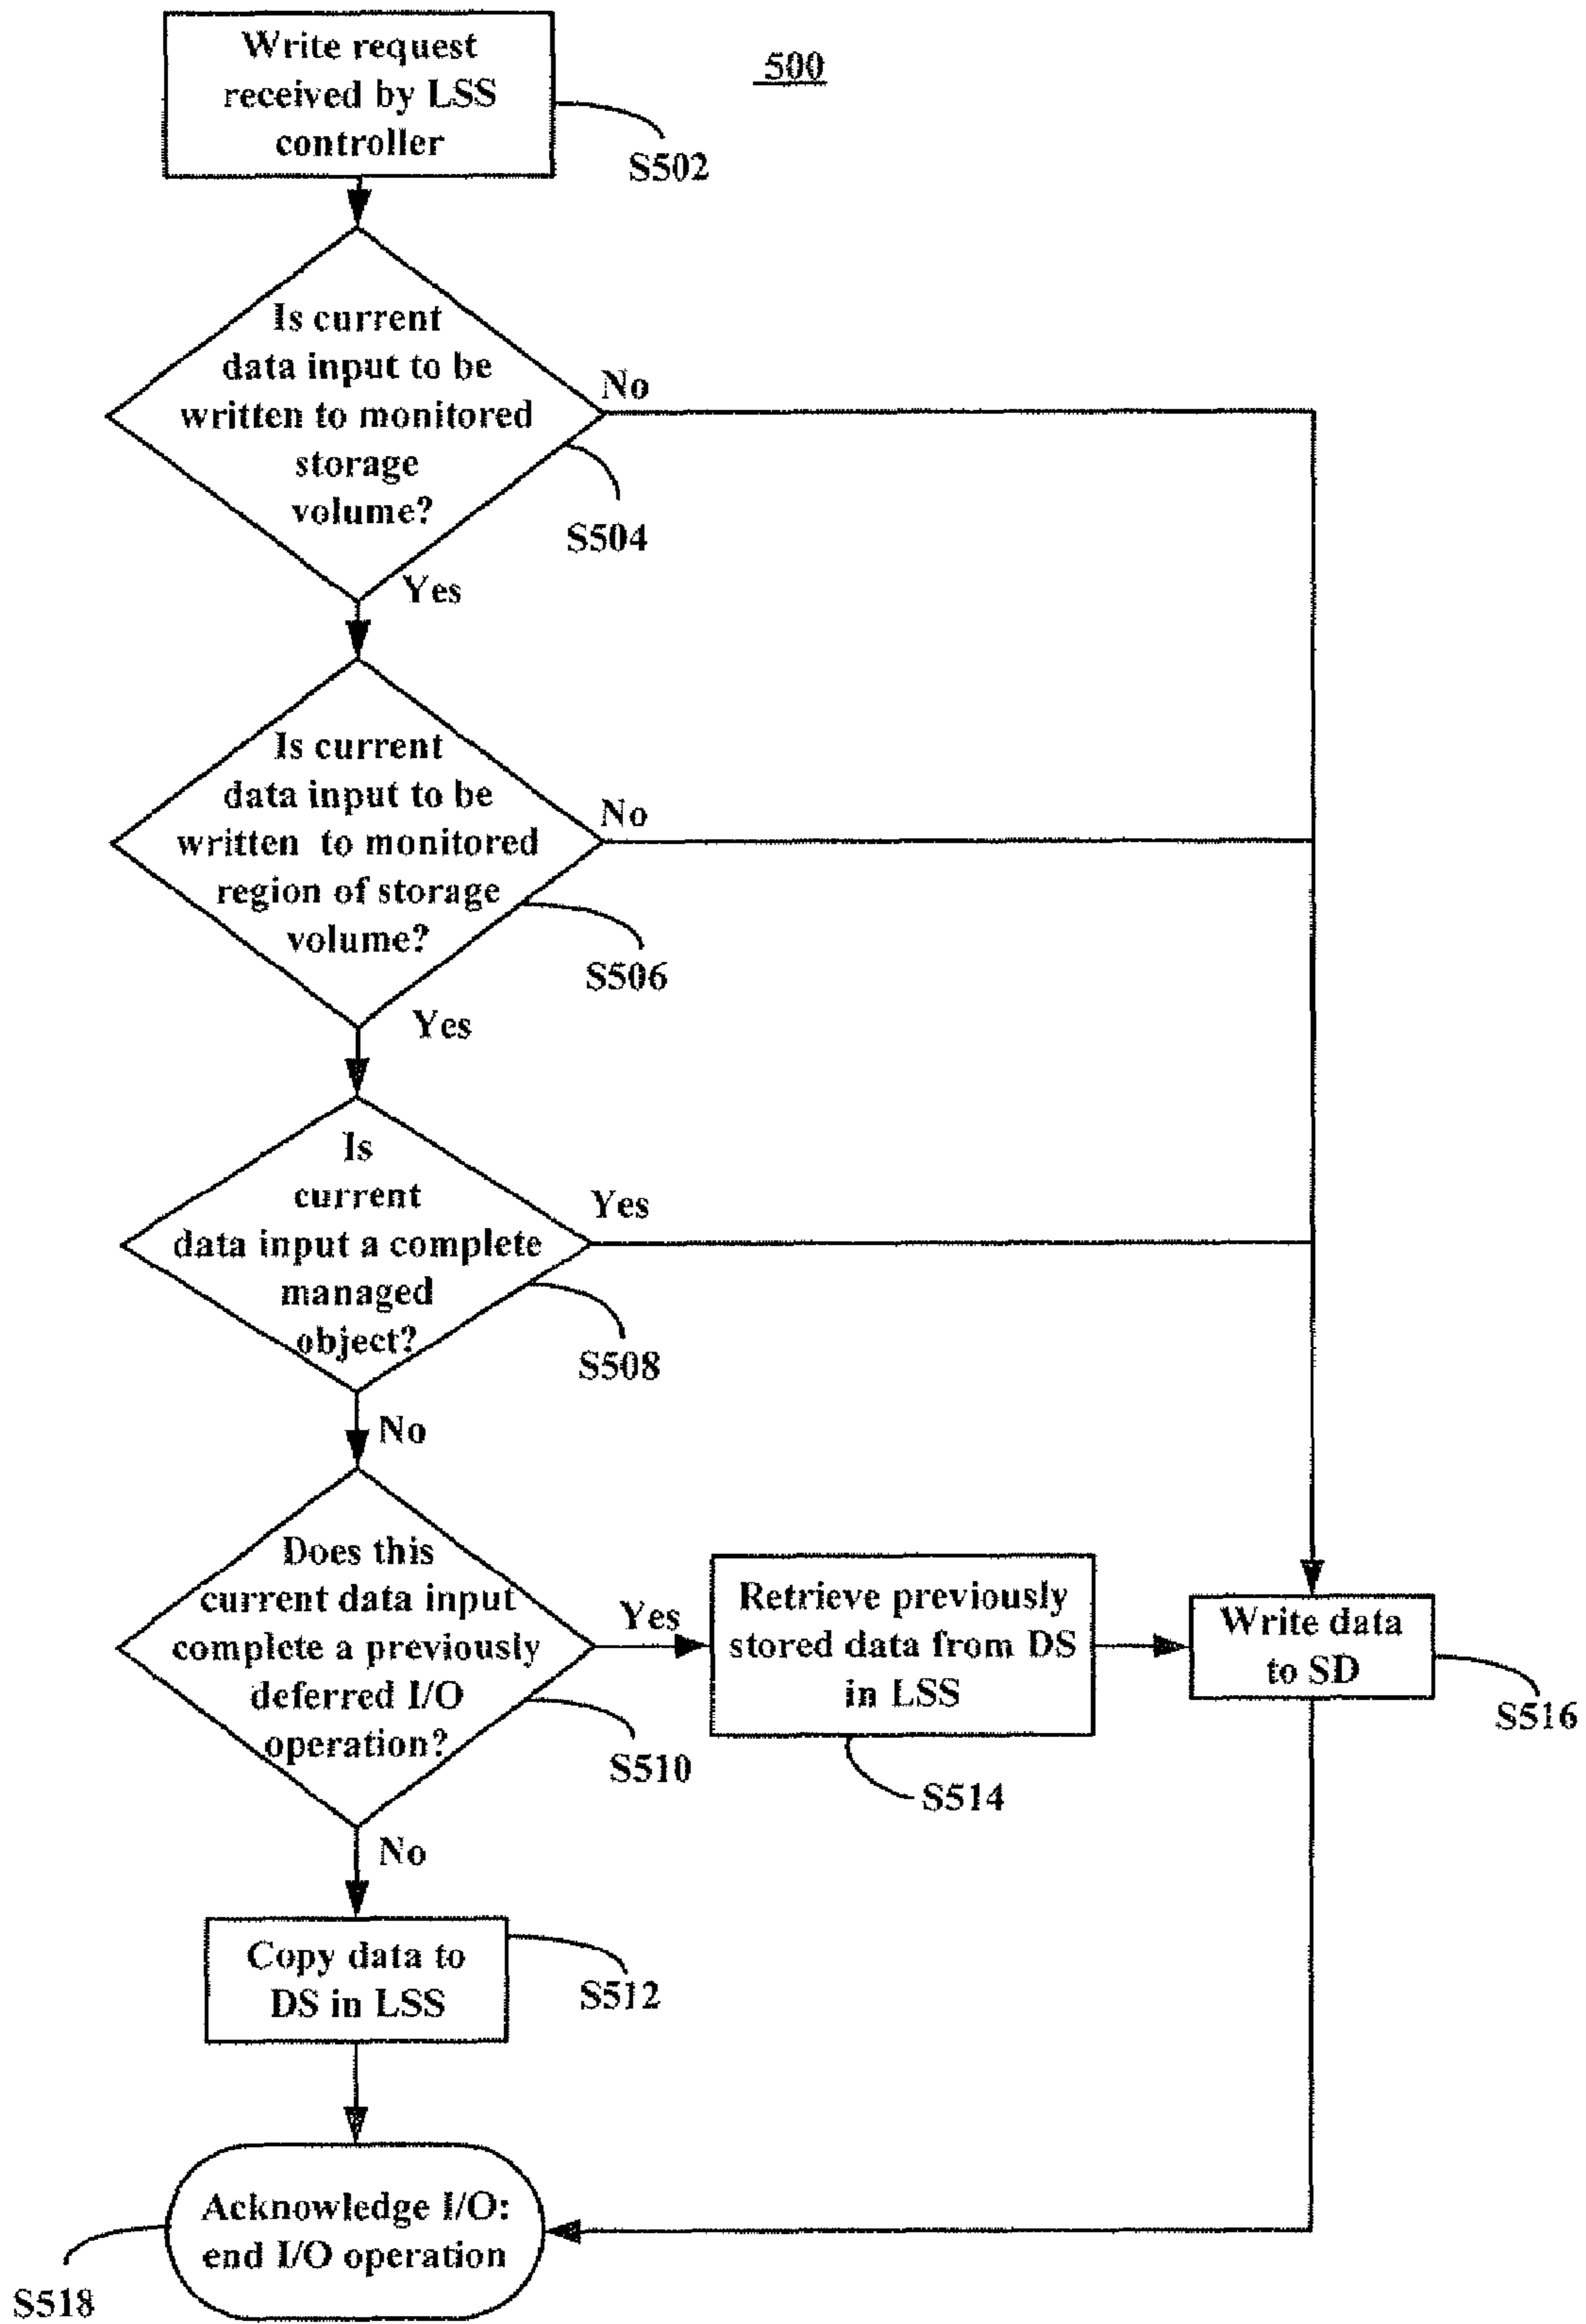 Write request
received by LSS
controller
500
S502
Is current
data input to be
written to monitored
storage
volume?
No
S504
Yes
Is current
data input to be
written to monitored
region of storage
volume?
No
S506
Yes
Is
current
data input a complete
managed
object?
Yes
S508
No
Does this
current data input
complete a previously
deferred I/O
operation?
Yes
S510
Retrieve previously
stored data from DS
in LSS
S514
Write data
to SD
S516
No
Copy data to
DS in LSS
S512
Acknowledge I/O:
end I/O operation
S518